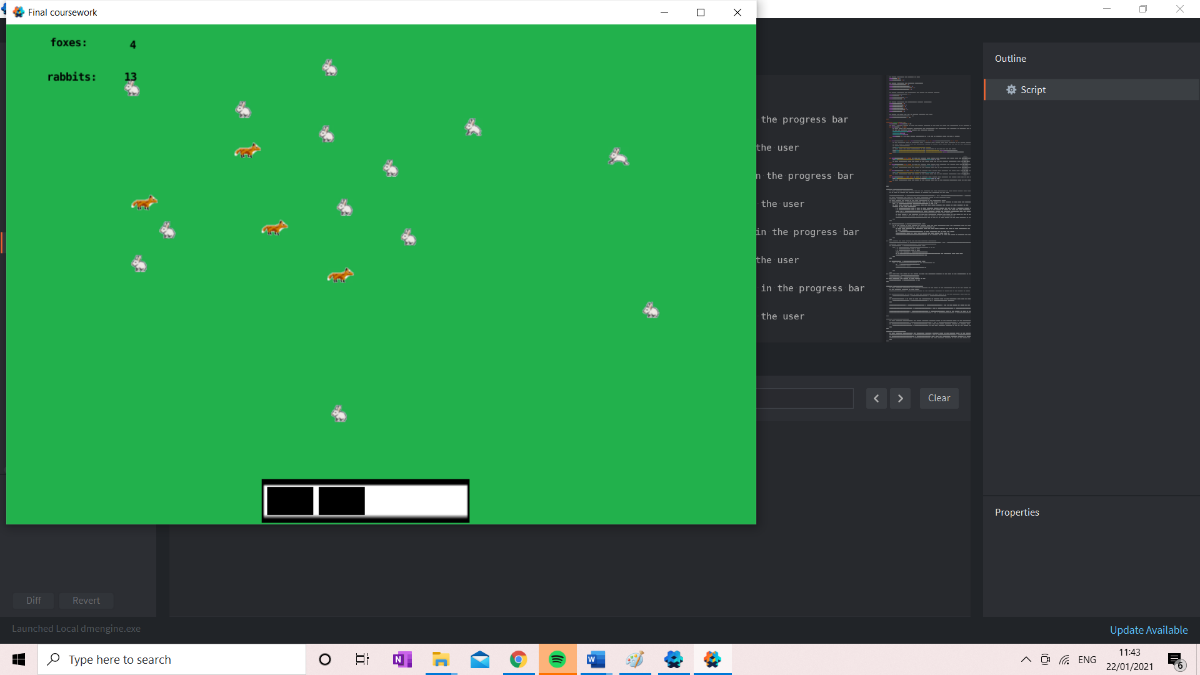 Final coursework
foxes: 4
rabbits: 13
the progress bar
the user
n the progress bar
the user
in the progress bar
the user
in the progress bar
the user
Clear
Outline
Script
Properties
Diff Revert
Launched Local dmengine.exe
Update Available
Type here to search
N
W
ENG
11:43
22/01/2021
6